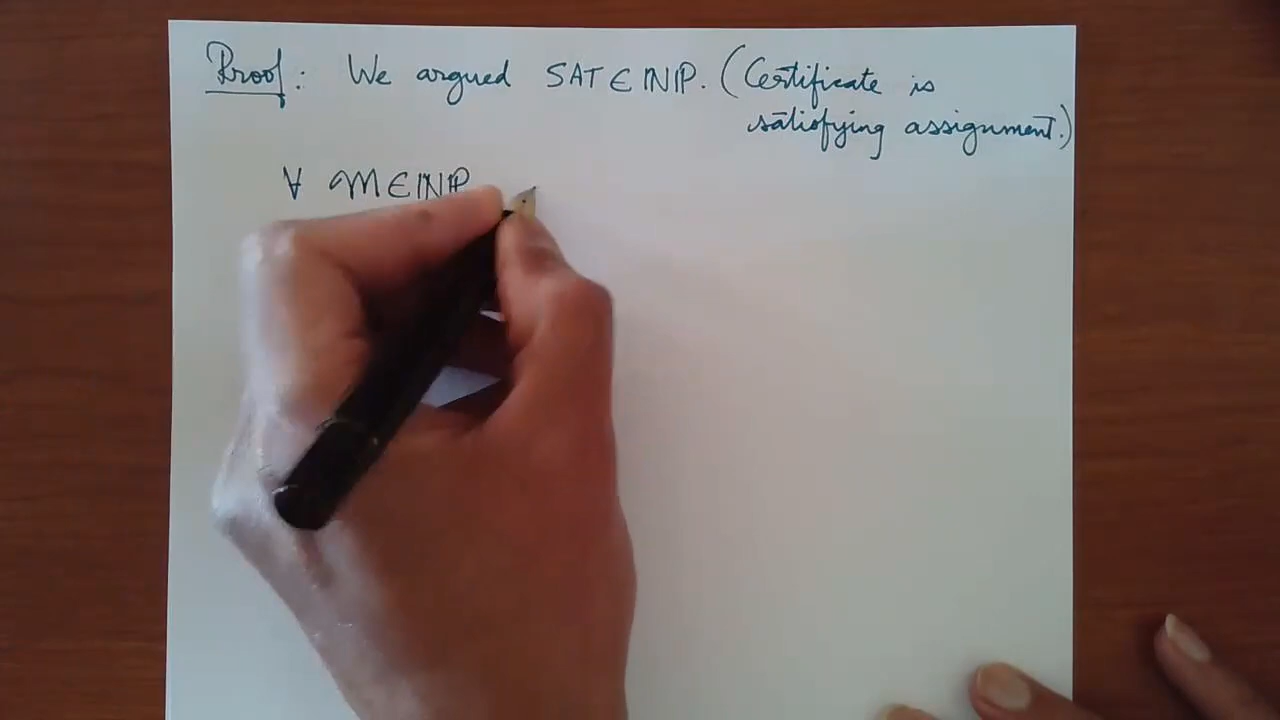 Proof: We argued SAT ∈ NP. (Certificate is
satisfying assignment.)
∀ M ∈ NP